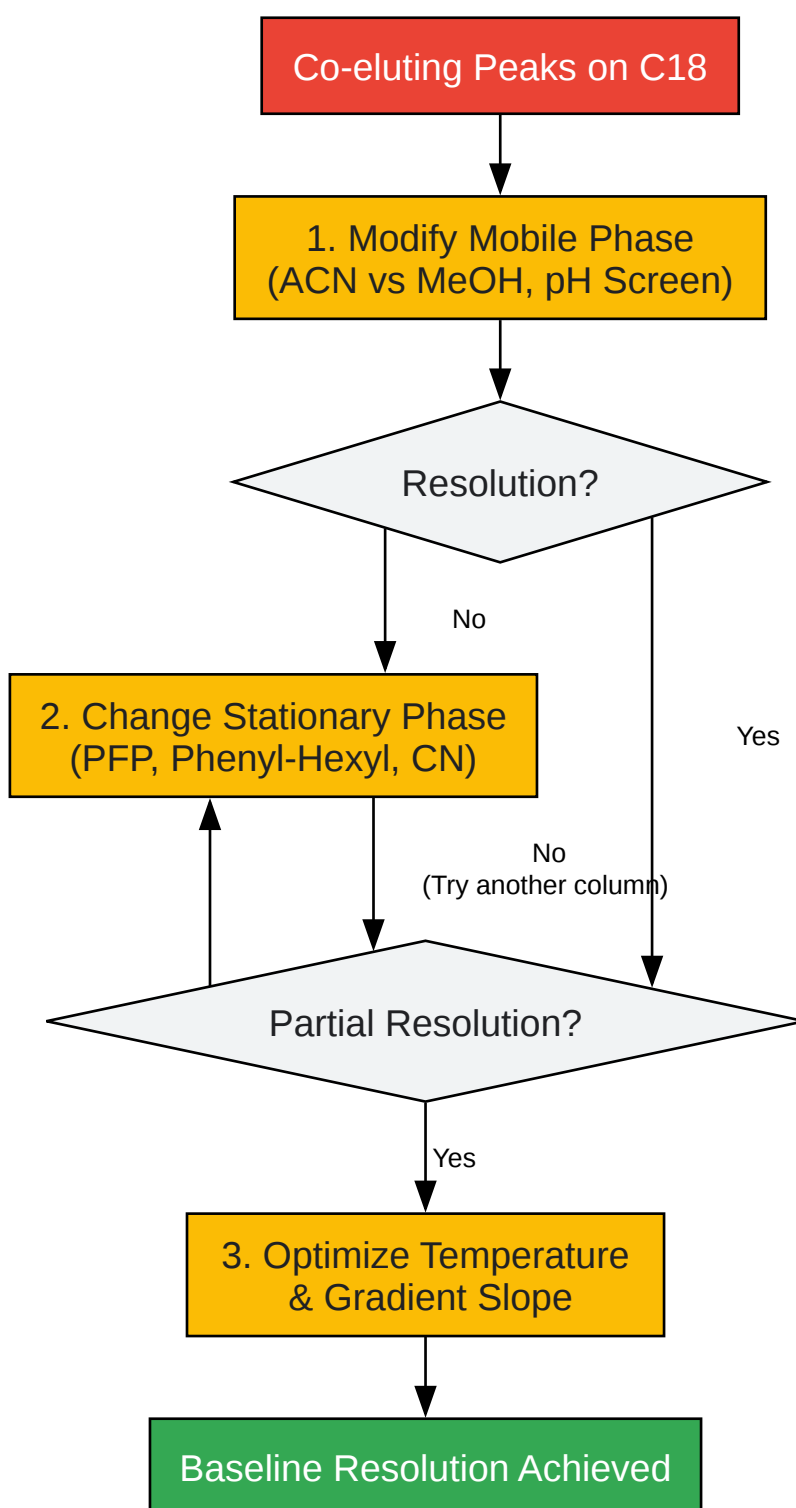 Co-eluting Peaks on C18
1. Modify Mobile Phase
(ACN vs MeOH, pH Screen)
Resolution?
No
2. Change Stationary Phase
(PFP, Phenyl-Hexyl, CN)
Yes
No
(Try another column)
Partial Resolution?
Yes
3. Optimize Temperature
& Gradient Slope
Baseline Resolution Achieved